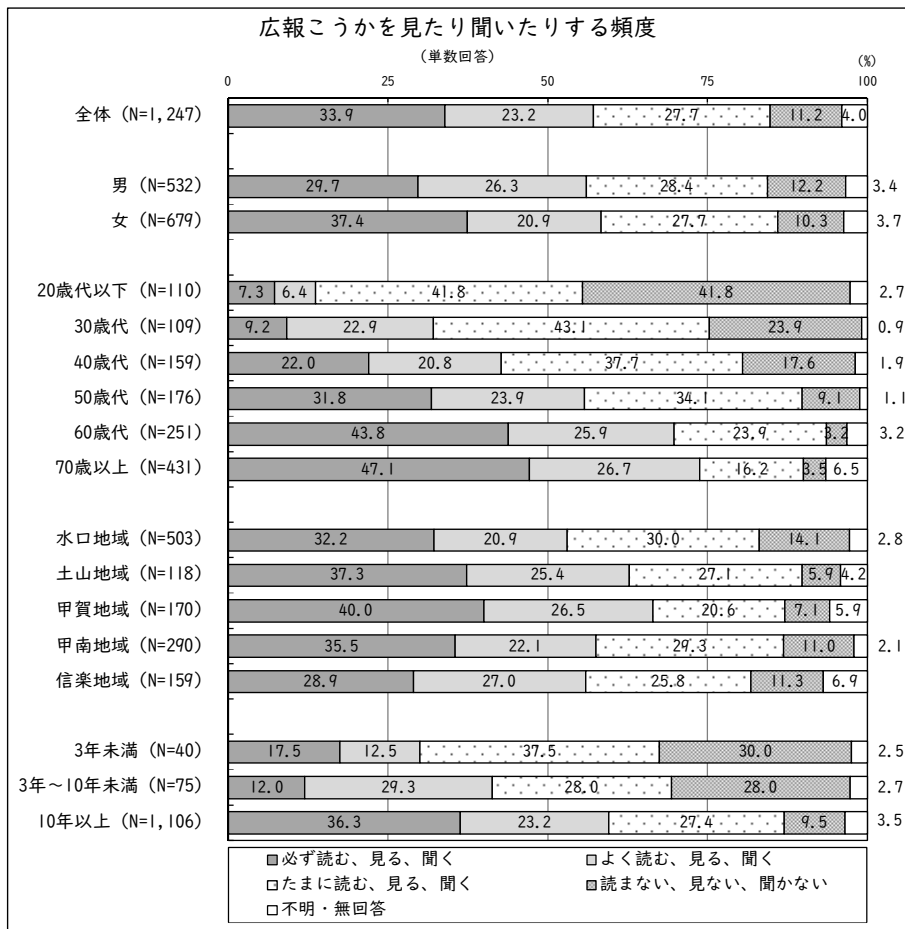 広報こうかを見たり聞いたりする頻度
(単数回答)
(%)
0 25 50 75 100
全体 (N=1,247) 33.9 23.2 27.7 11.2 4.0
男 (N=532) 29.7 26.3 28.4 12.2 3.4
女 (N=679) 37.4 20.9 27.7 10.3 3.7
20歳代以下 (N=110) 7.3 6.4 41.8 41.8 2.7
30歳代 (N=109) 9.2 22.9 43.1 23.9 0.9
40歳代 (N=159) 22.0 20.8 37.7 17.6 1.9
50歳代 (N=176) 31.8 23.9 34.1 9.1 1.1
60歳代 (N=251) 43.8 25.9 23.9 3.2 3.2
70歳以上 (N=431) 47.1 26.7 16.2 3.5 6.5
水口地域 (N=503) 32.2 20.9 30.0 14.1 2.8
土山地域 (N=118) 37.3 25.4 27.1 5.9 4.2
甲賀地域 (N=170) 40.0 26.5 20.6 7.1 5.9
甲南地域 (N=290) 35.5 22.1 29.3 11.0 2.1
信楽地域 (N=159) 28.9 27.0 25.8 11.3 6.9
3年未満 (N=40) 17.5 12.5 37.5 30.0 2.5
3年～10年未満 (N=75) 12.0 29.3 28.0 28.0 2.7
10年以上 (N=1,106) 36.3 23.2 27.4 9.5 3.5
必ず読む、見る、聞く よく読む、見る、聞く
たまに読む、見る、聞く 読まない、見ない、聞かない
不明・無回答